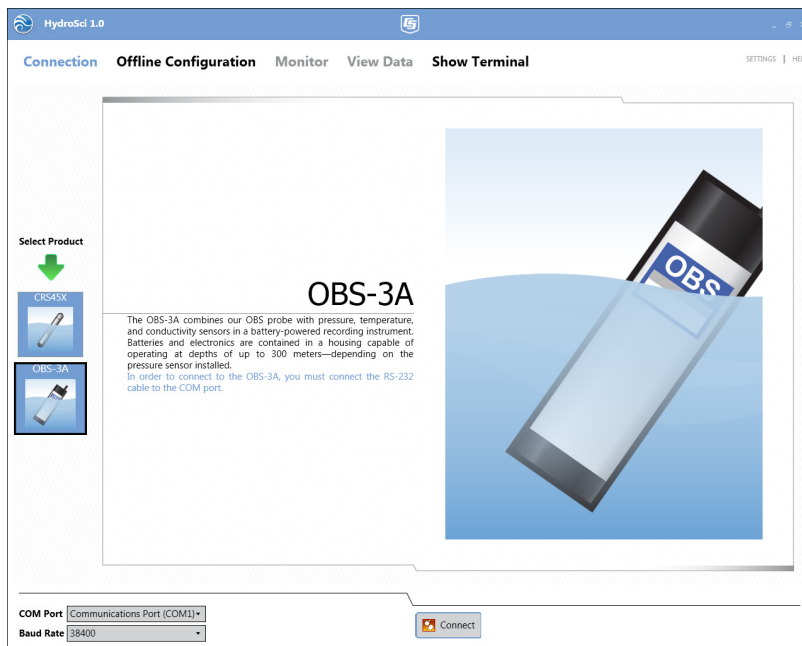 HydroSci 1.0
Connection Offline Configuration Monitor View Data Show Terminal
SETTINGS |
Select Product
CRS45X
OBS-3A
OBS-3A
The OBS-3A combines our OBS probe with pressure, temperature,
and conductivity sensors in a battery-powered recording instrument.
Batteries and electronics are contained in a housing capable of
operating at depths of up to 300 meters—depending on the
pressure sensor installed.
In order to connect to the OBS-3A, you must connect the RS-232
cable to the COM port.
OBS
COM Port Communications Port (COM1)
Baud Rate 38400
Connect